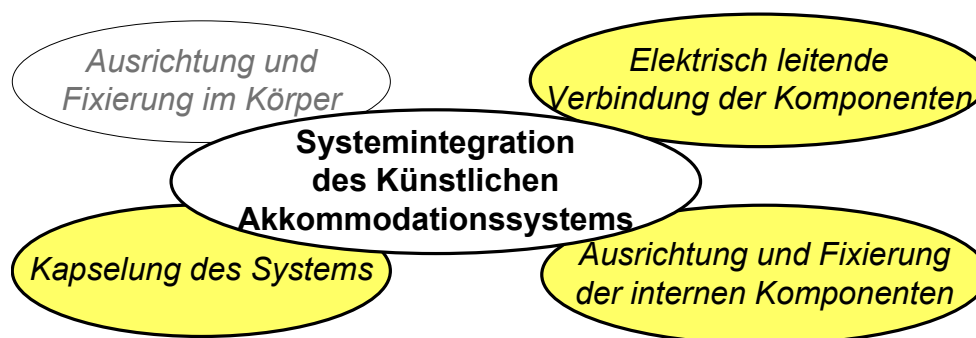 Ausrichtung und
Fixierung im Körper
Elektrisch leitende
Verbindung der Komponenten
Systemintegration
des Künstlichen
Akkommodationssystems
Kapselung des Systems
Ausrichtung und Fixierung
der internen Komponenten